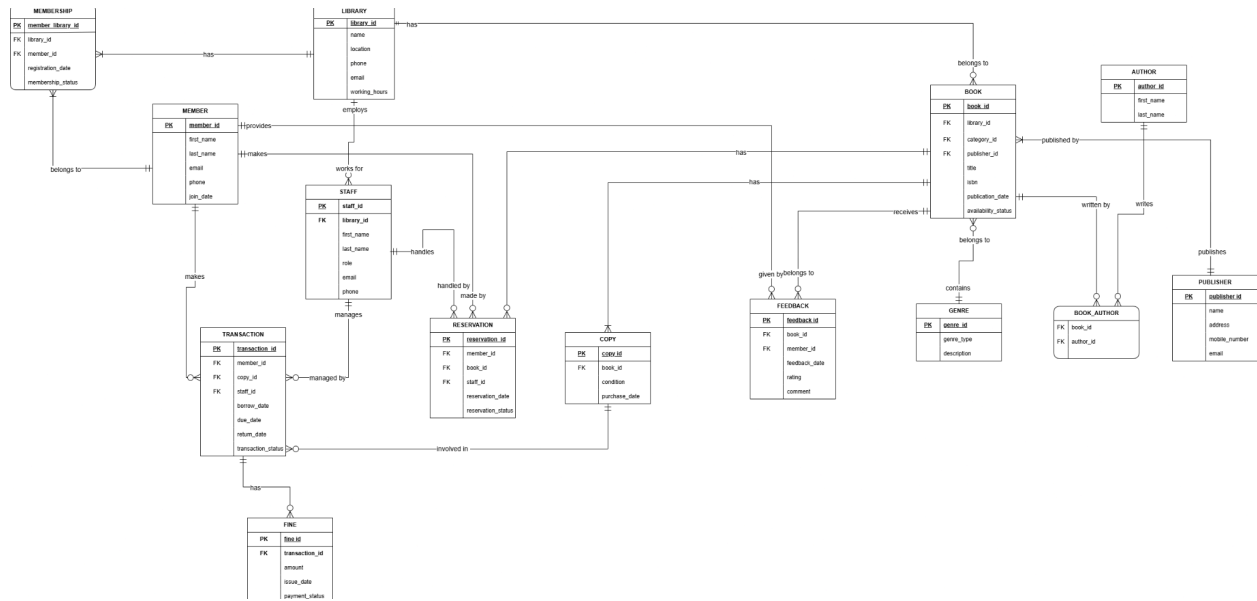 MEMBERSHIP
PK member_library_id
FK library_id
FK member_id
registration_date
membership_status
has
LIBRARY
PK library_id
name
location
phone
email
working_hours
has
belongs to
employs
works for
MEMBER
PK member_id
first_name
last_name
email
phone
join_date
belongs to
provides
makes
makes
STAFF
PK staff_id
FK library_id
first_name
last_name
role
email
phone
handles
manages
handled by
made by
managed by
BOOK
PK book_id
FK library_id
FK category_id
FK publisher_id
title
isbn
publication_date
availability_status
has
has
receives
given by
belongs to
belongs to
contains
published by
publishes
written by
writes
AUTHOR
PK author_id
first_name
last_name
TRANSACTION
PK transaction_id
FK member_id
FK copy_id
FK staff_id
borrow_date
due_date
return_date
transaction_status
involved in
has
RESERVATION
PK reservation_id
FK member_id
FK book_id
FK staff_id
reservation_date
reservation_status
COPY
PK copy_id
FK book_id
condition
purchase_date
FEEDBACK
PK feedback_id
FK book_id
FK member_id
feedback_date
rating
comment
GENRE
PK genre_id
genre_type
description
BOOK_AUTHOR
FK book_id
FK author_id
PUBLISHER
PK publisher_id
name
address
mobile_number
email
FINE
PK fine_id
FK transaction_id
amount
issue_date
payment_status